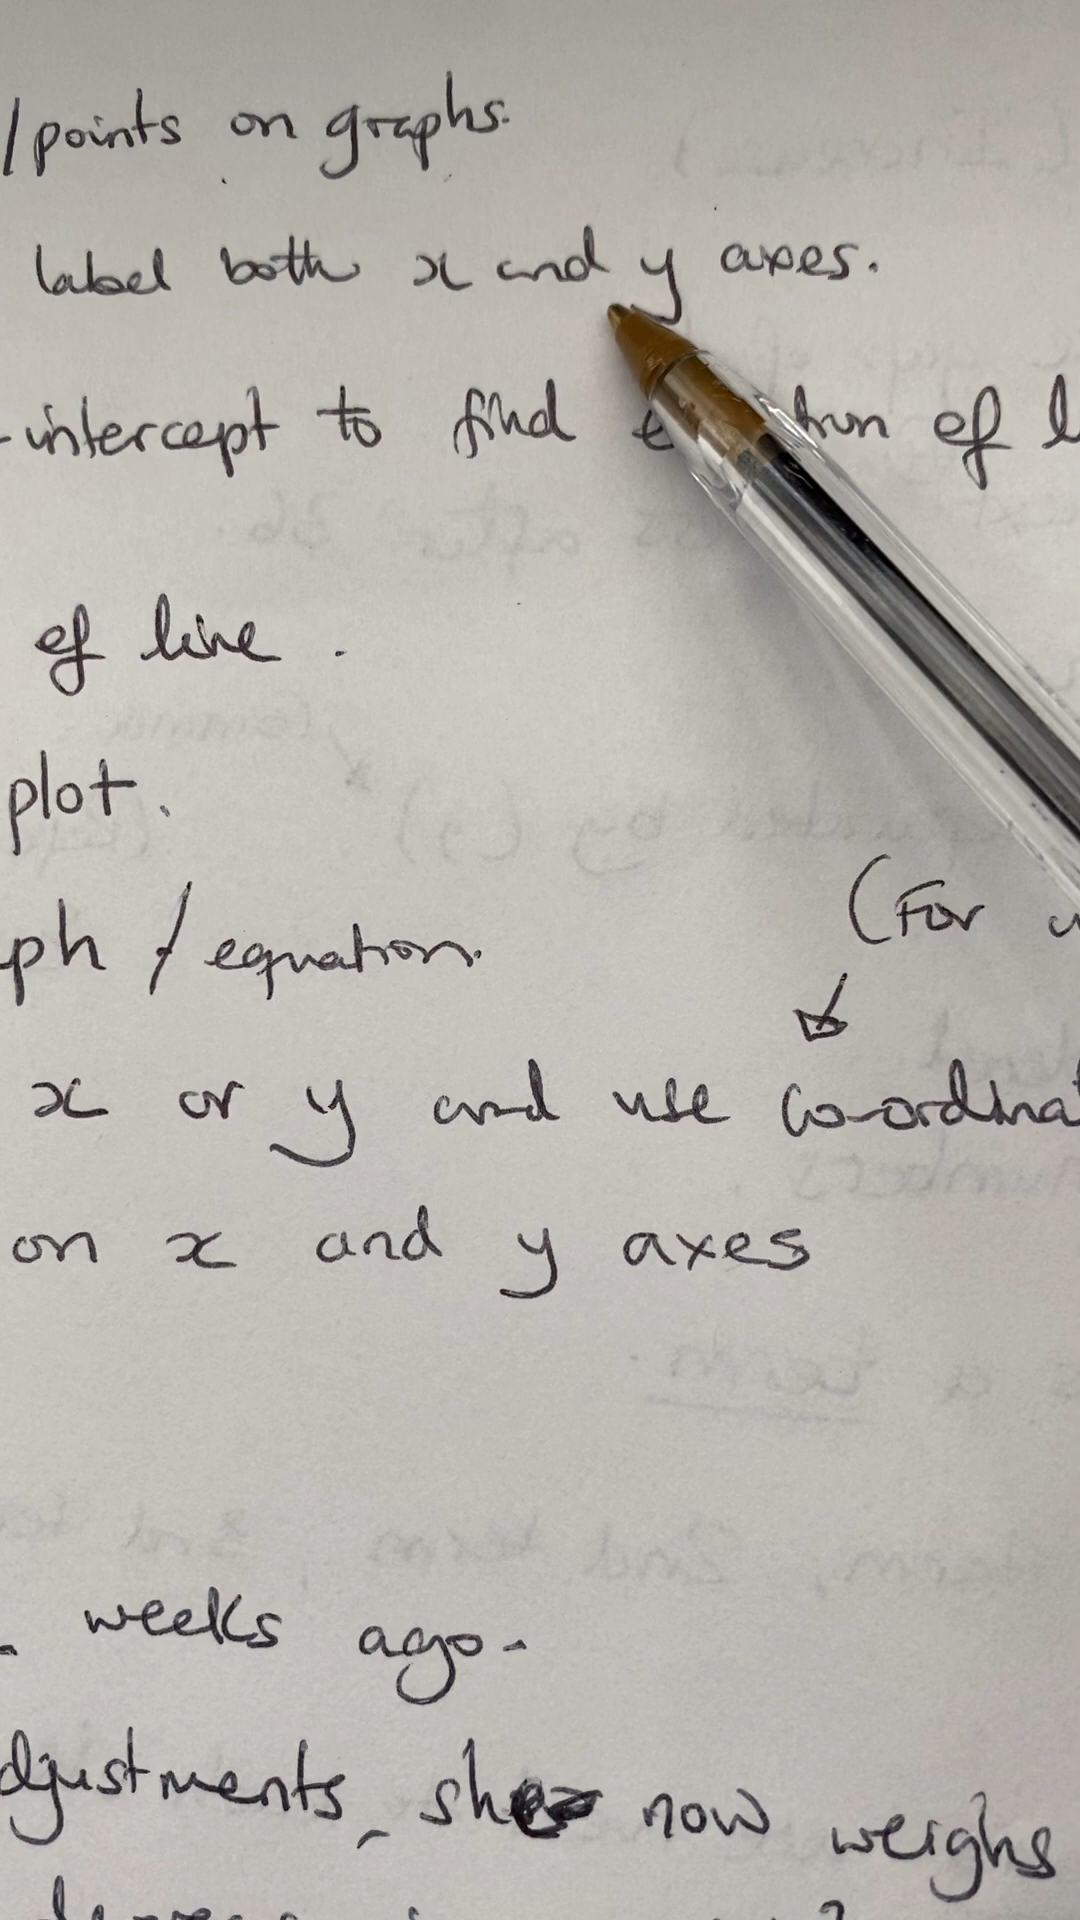 /points on graphs.
label both x and y axes.
-intercept to find of
of line.
plot.
ph / equation.
(For
x or y and use co-ordinat
on x and y axes
weeks ago.
djustments, she now weighs